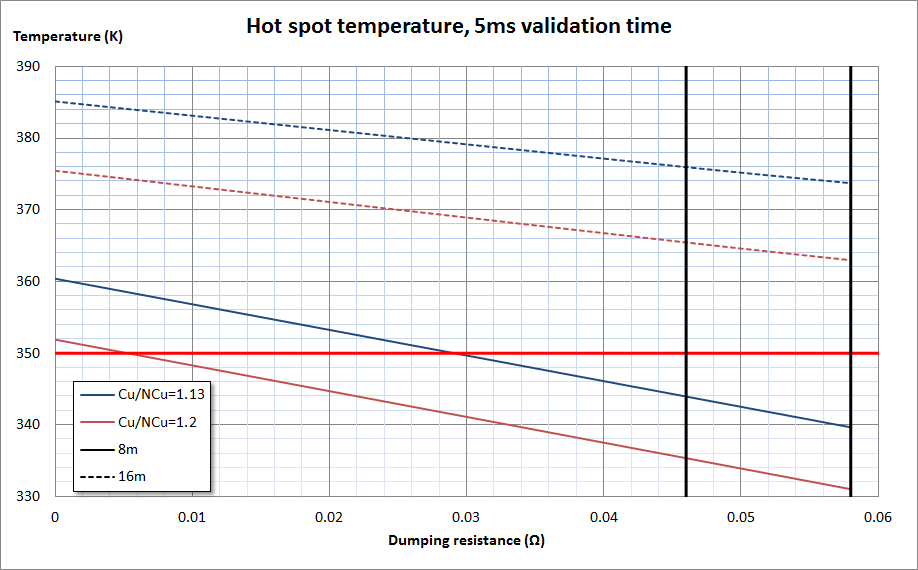 Hot spot temperature, 5ms validation time
Temperature (K)
390
380
370
360
350
340
330
Cu/NCu=1.13
Cu/NCu=1.2
8m
16m
0 0.01 0.02 0.03 0.04 0.05 0.06
Dumping resistance (Ω)